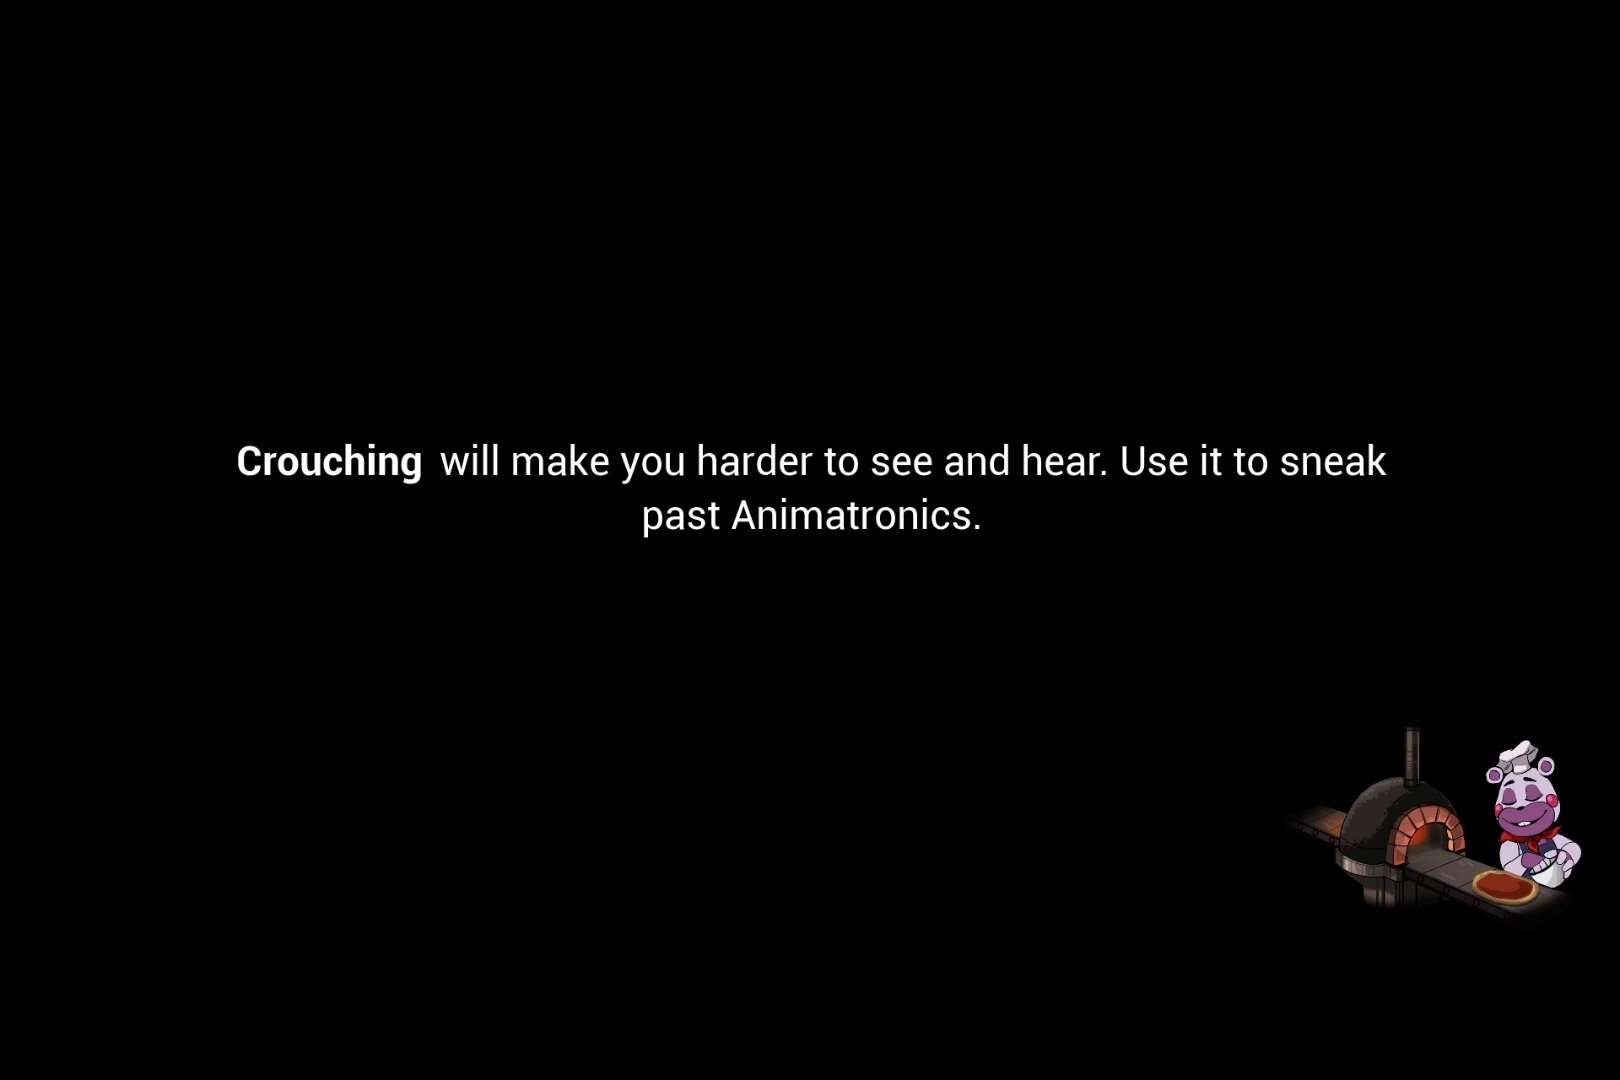 Crouching will make you harder to see and hear. Use it to sneak
past Animatronics.